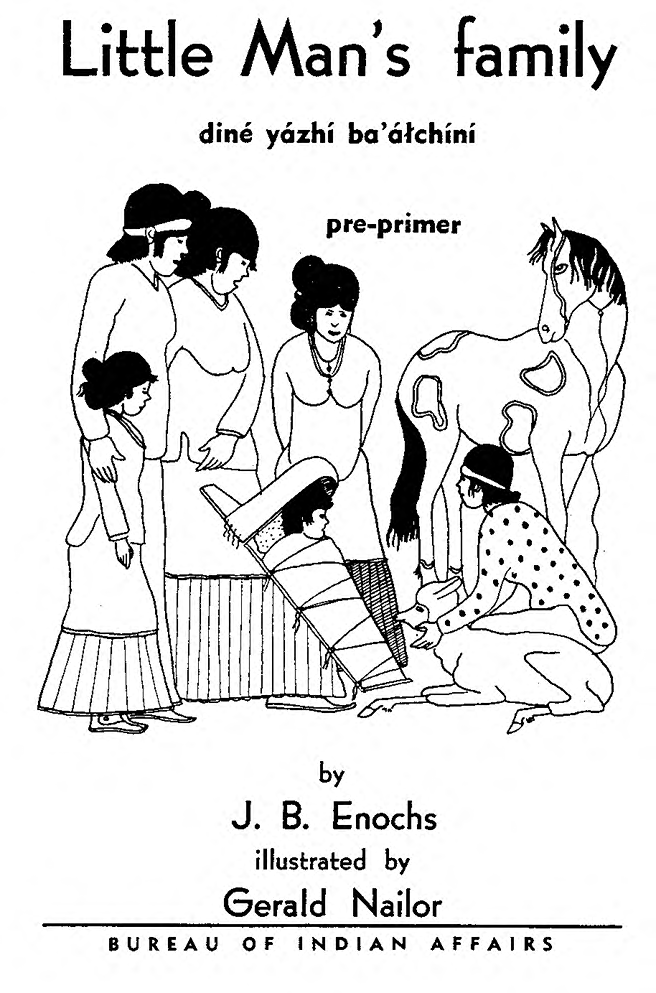 Little Man's family
diné yázhí ba'áłchíní
pre-primer
by
J. B. Enochs
illustrated by
Gerald Nailor
BUREAU OF INDIAN AFFAIRS